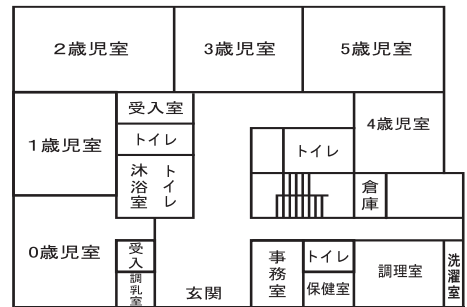 2歳児室
3歳児室
5歳児室
受入室
1歳児室
トイレ
4歳児室
トイレ
沐浴室
トイレ
倉庫
0歳児室
受入
調乳室
玄関
事務室
トイレ
保健室
調理室
洗濯室